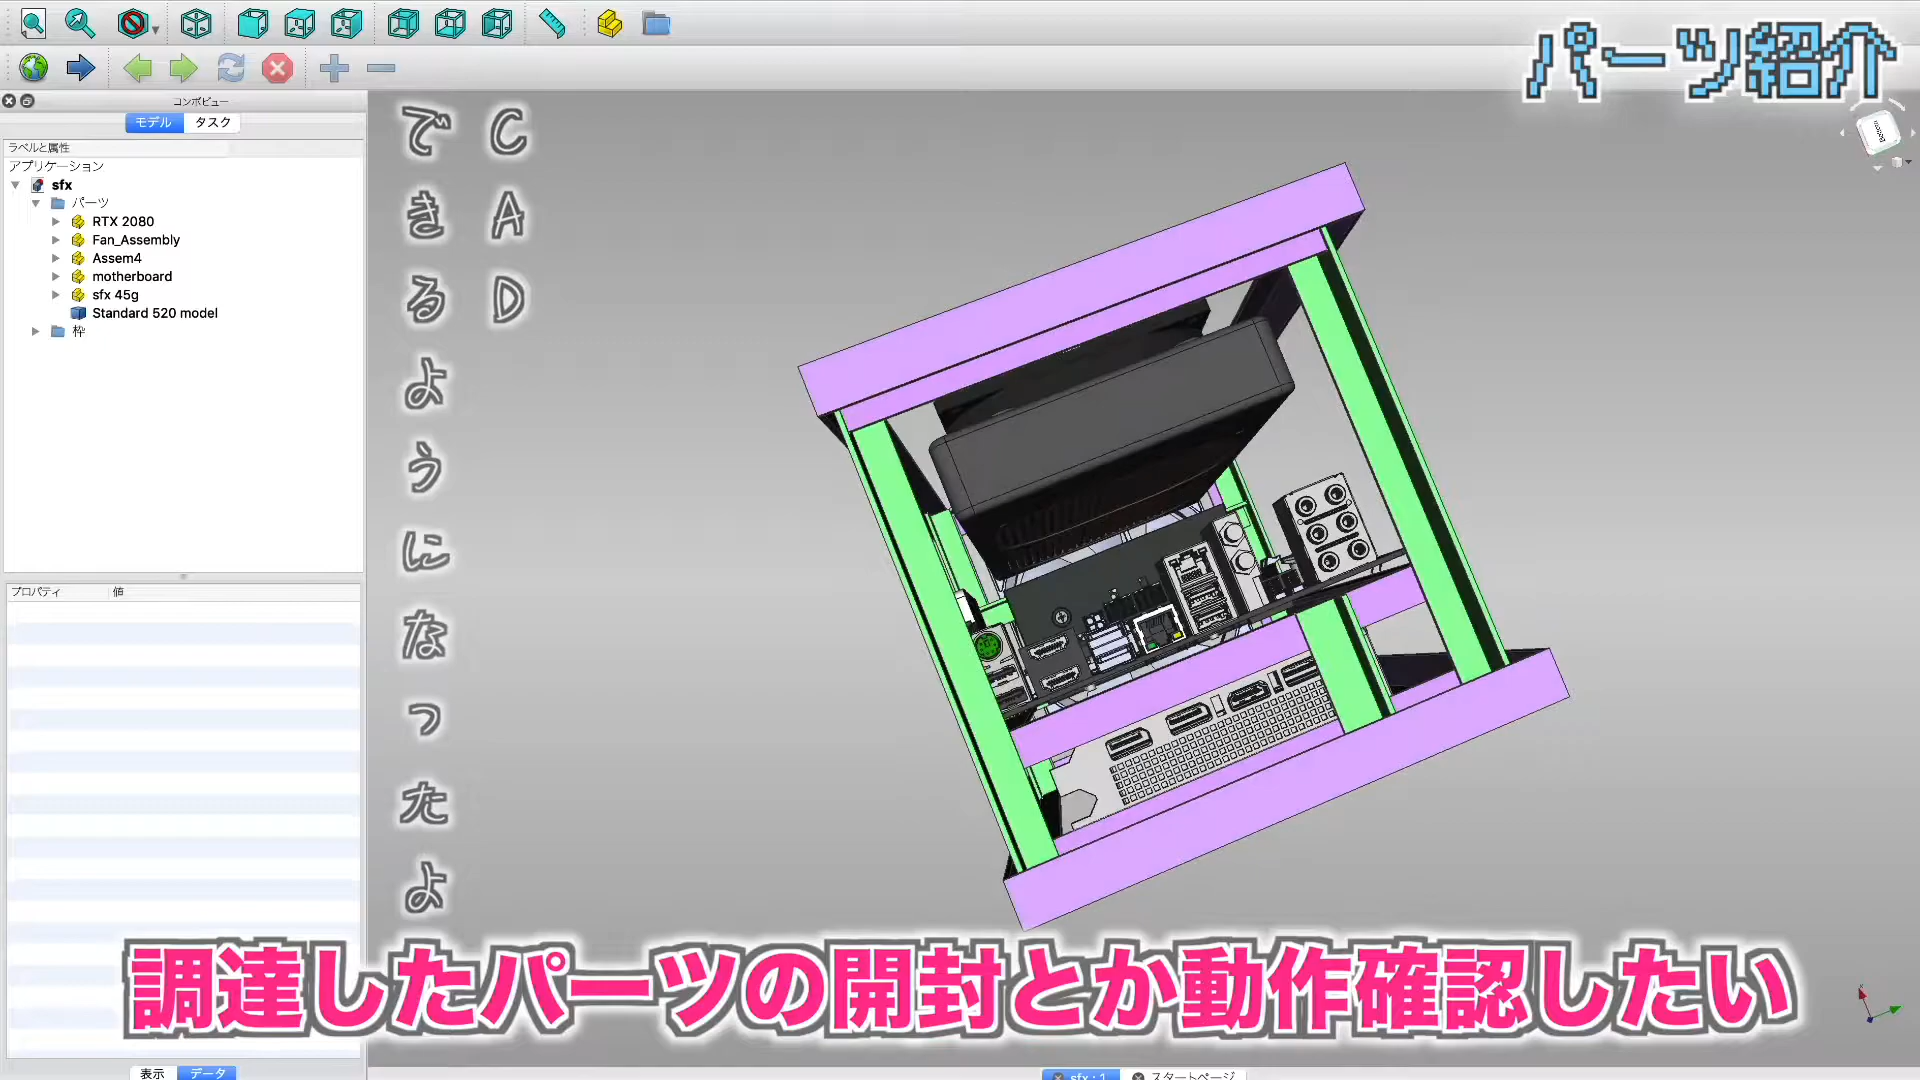 パーツ紹介
コンボビュー
モデル タスク
ラベルと属性
アプリケーション
sfx
パーツ
RTX 2080
Fan_Assembly
Assem4
motherboard
sfx 45g
Standard 520 model
枠
CAD
できるようになったよ
Bottom
プロパティ 値
調達したパーツの開封とか動作確認したい
表示 データ
sfx : 1 スタートページ